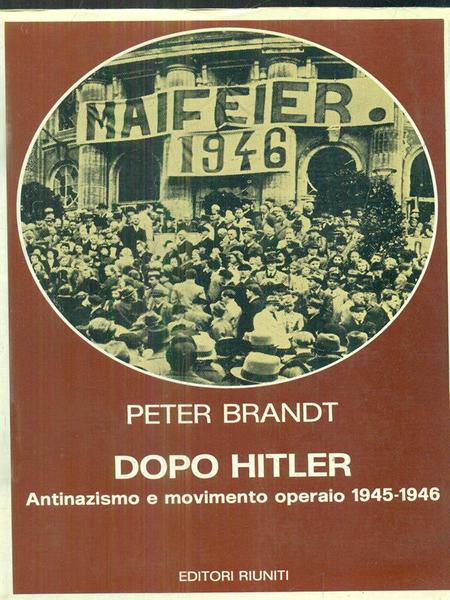 MAIFEIER.
1946
PETER BRANDT
DOPO HITLER
Antinazismo e movimento operaio 1945-1946
EDITORI RIUNITI